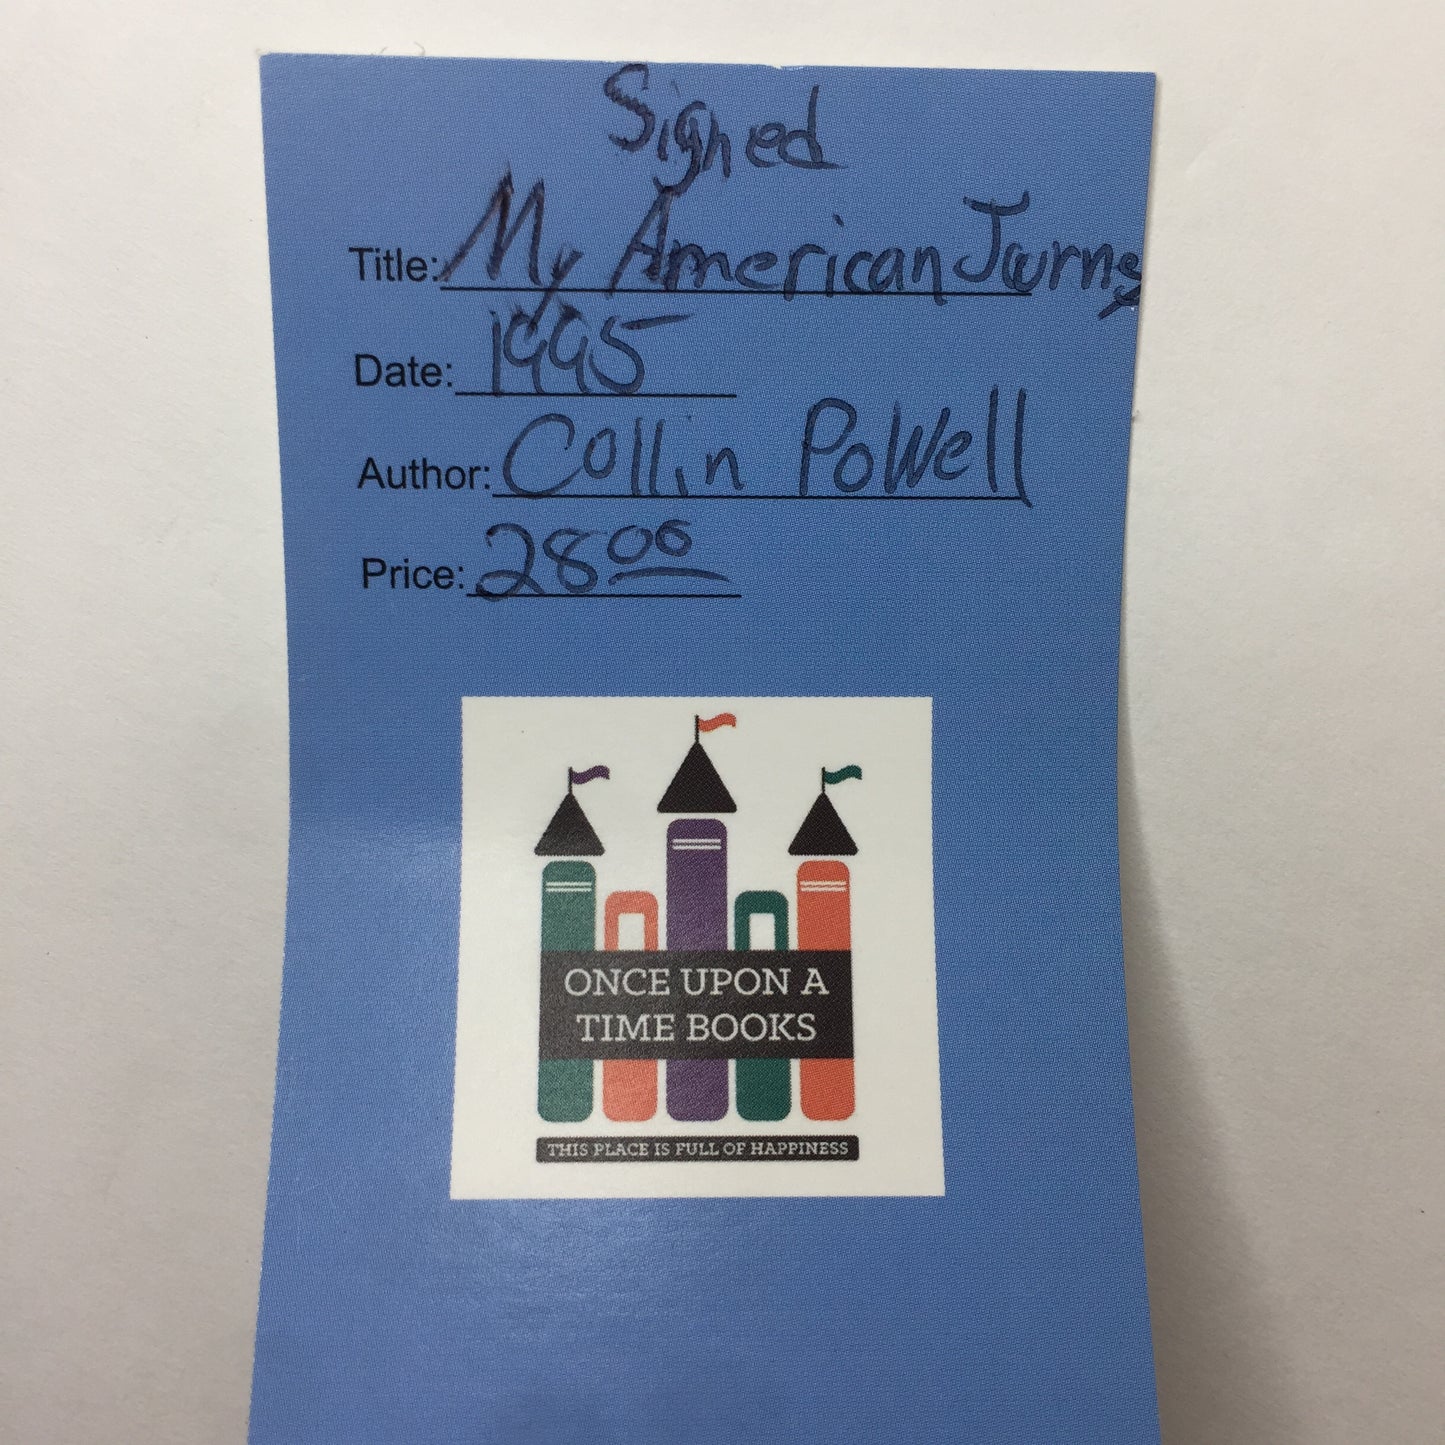 Signed
Title: My American Journey
Date: 1995
Author: Collin Powell
Price: 28 00
ONCE UPON A
TIME BOOKS
THIS PLACE IS FULL OF HAPPINESS